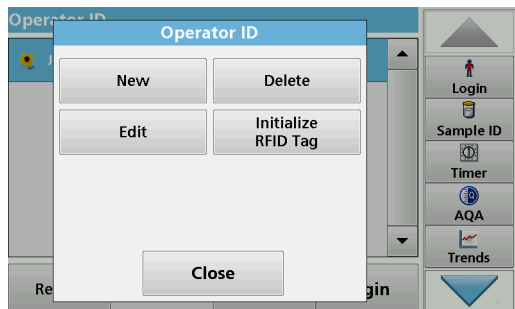 Operator ID
Operator ID
J
New
Delete
Edit
Initialize
RFID Tag
Close
Re
gin
Login
Sample ID
Timer
AQA
Trends